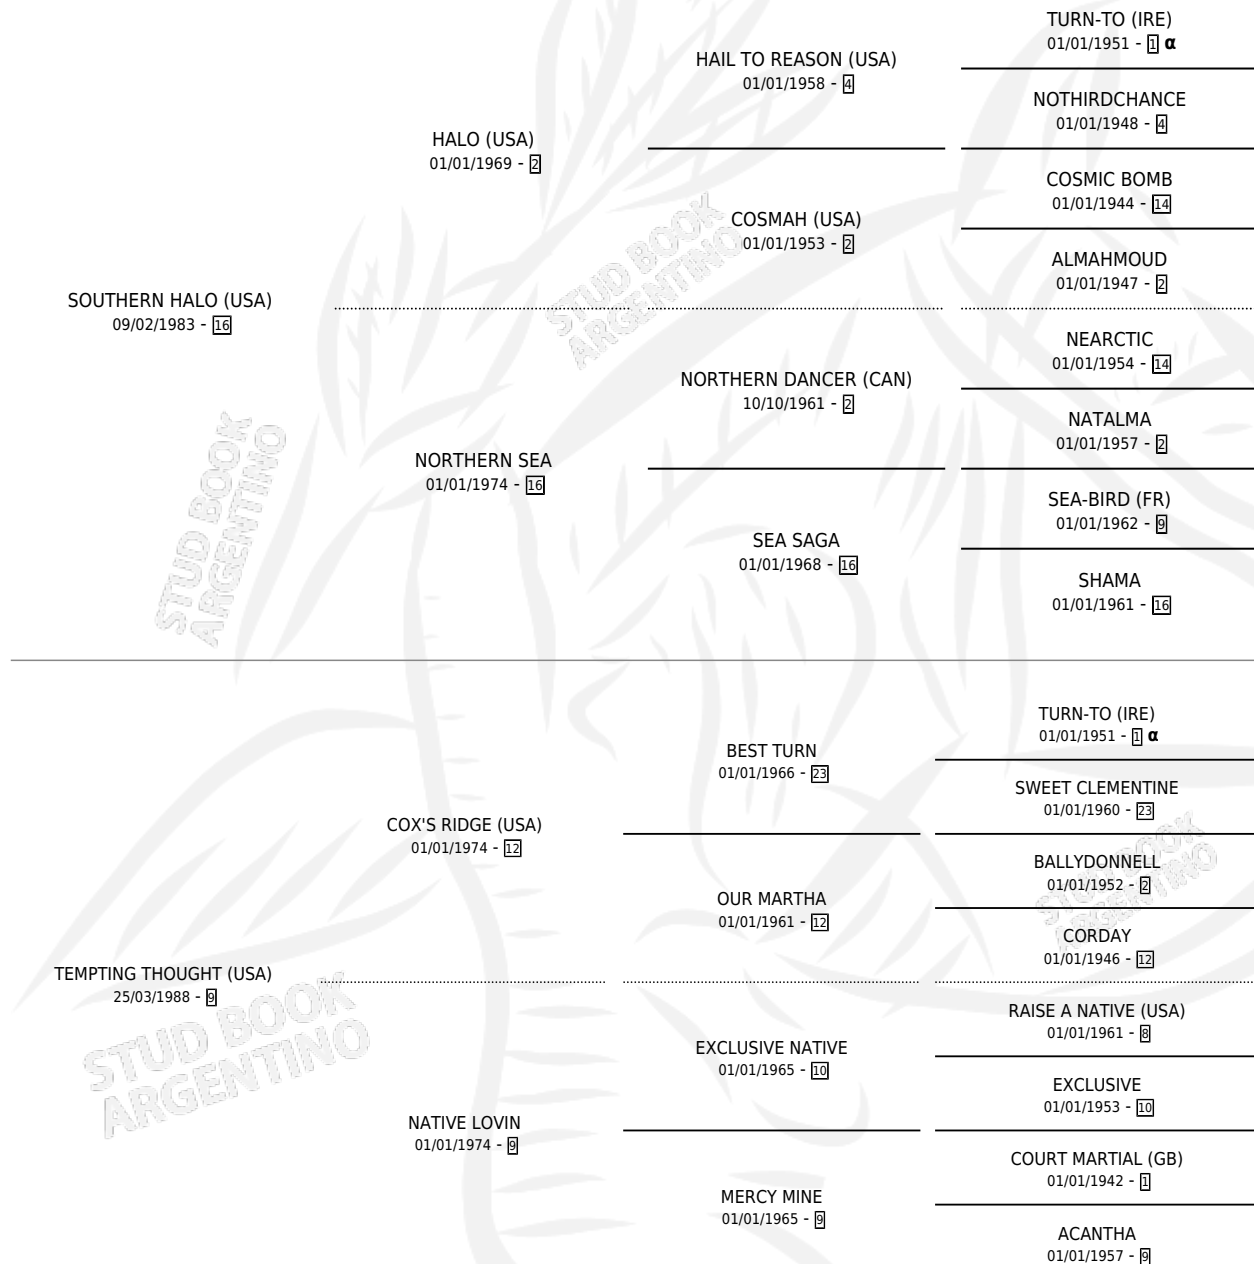 TURN-TO (IRE)
01/01/1951 - 1 α
HAIL TO REASON (USA)
01/01/1958 - 4
NOTHIRDCHANCE
01/01/1948 - 4
HALO (USA)
01/01/1969 - 2
COSMIC BOMB
01/01/1944 - 14
COSMAH (USA)
01/01/1953 - 2
ALMAHMOUD
01/01/1947 - 2
SOUTHERN HALO (USA)
09/02/1983 - 16
NEARCTIC
01/01/1954 - 14
NORTHERN DANCER (CAN)
10/10/1961 - 2
NATALMA
01/01/1957 - 2
NORTHERN SEA
01/01/1974 - 16
SEA-BIRD (FR)
01/01/1962 - 9
SEA SAGA
01/01/1968 - 16
SHAMA
01/01/1961 - 16
TURN-TO (IRE)
01/01/1951 - 1 α
BEST TURN
01/01/1966 - 23
SWEET CLEMENTINE
01/01/1960 - 23
COX'S RIDGE (USA)
01/01/1974 - 12
BALLYDONNELL
01/01/1952 - 2
OUR MARTHA
01/01/1961 - 12
CORDAY
01/01/1946 - 12
TEMPTING THOUGHT (USA)
25/03/1988 - 9
RAISE A NATIVE (USA)
01/01/1961 - 8
EXCLUSIVE NATIVE
01/01/1965 - 10
EXCLUSIVE
01/01/1953 - 10
NATIVE LOVIN
01/01/1974 - 9
COURT MARTIAL (GB)
01/01/1942 - 1
MERCY MINE
01/01/1965 - 9
ACANTHA
01/01/1957 - 9
STUD BOOK
ARGENTINO
STUD BOOK
ARGENTINO
STUD BOOK
ARGENTINO
STUD BOOK
ARGENTINO